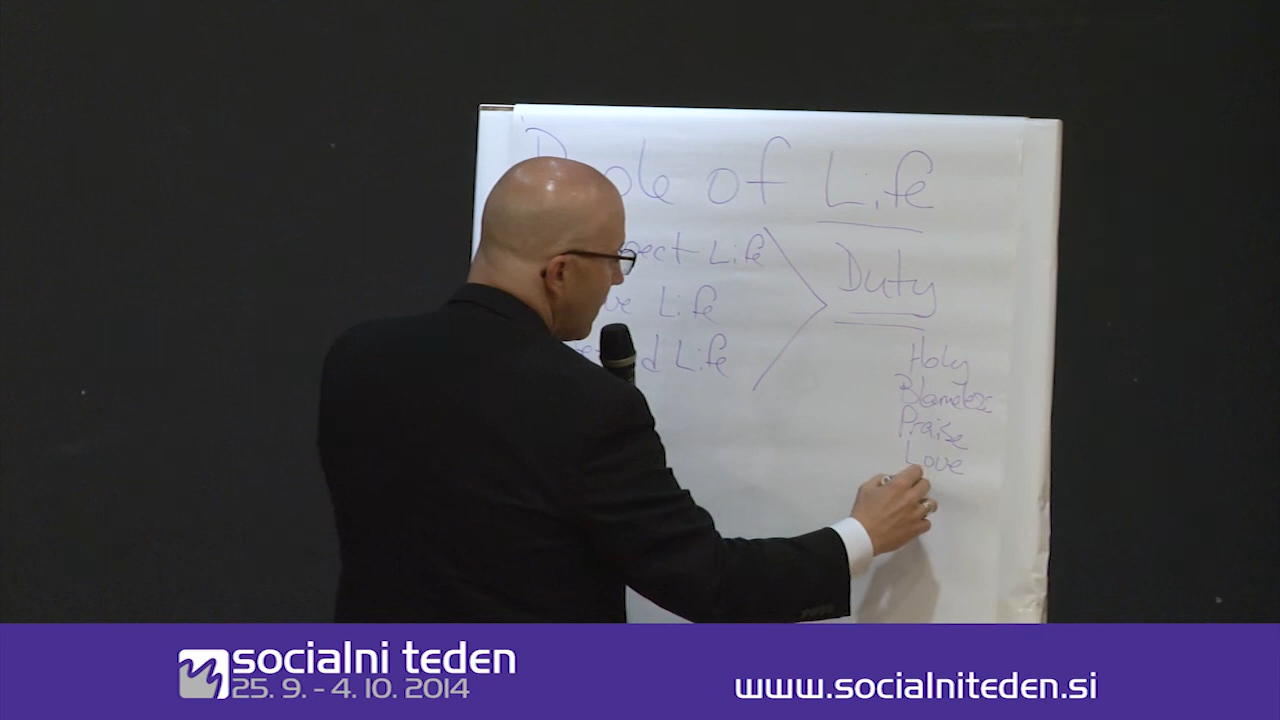 of Life
Life
Life
Life
Duty
Holy
Blameless
Praise
Love
socialni teden
25. 9. - 4. 10. 2014
www.socialniteden.si